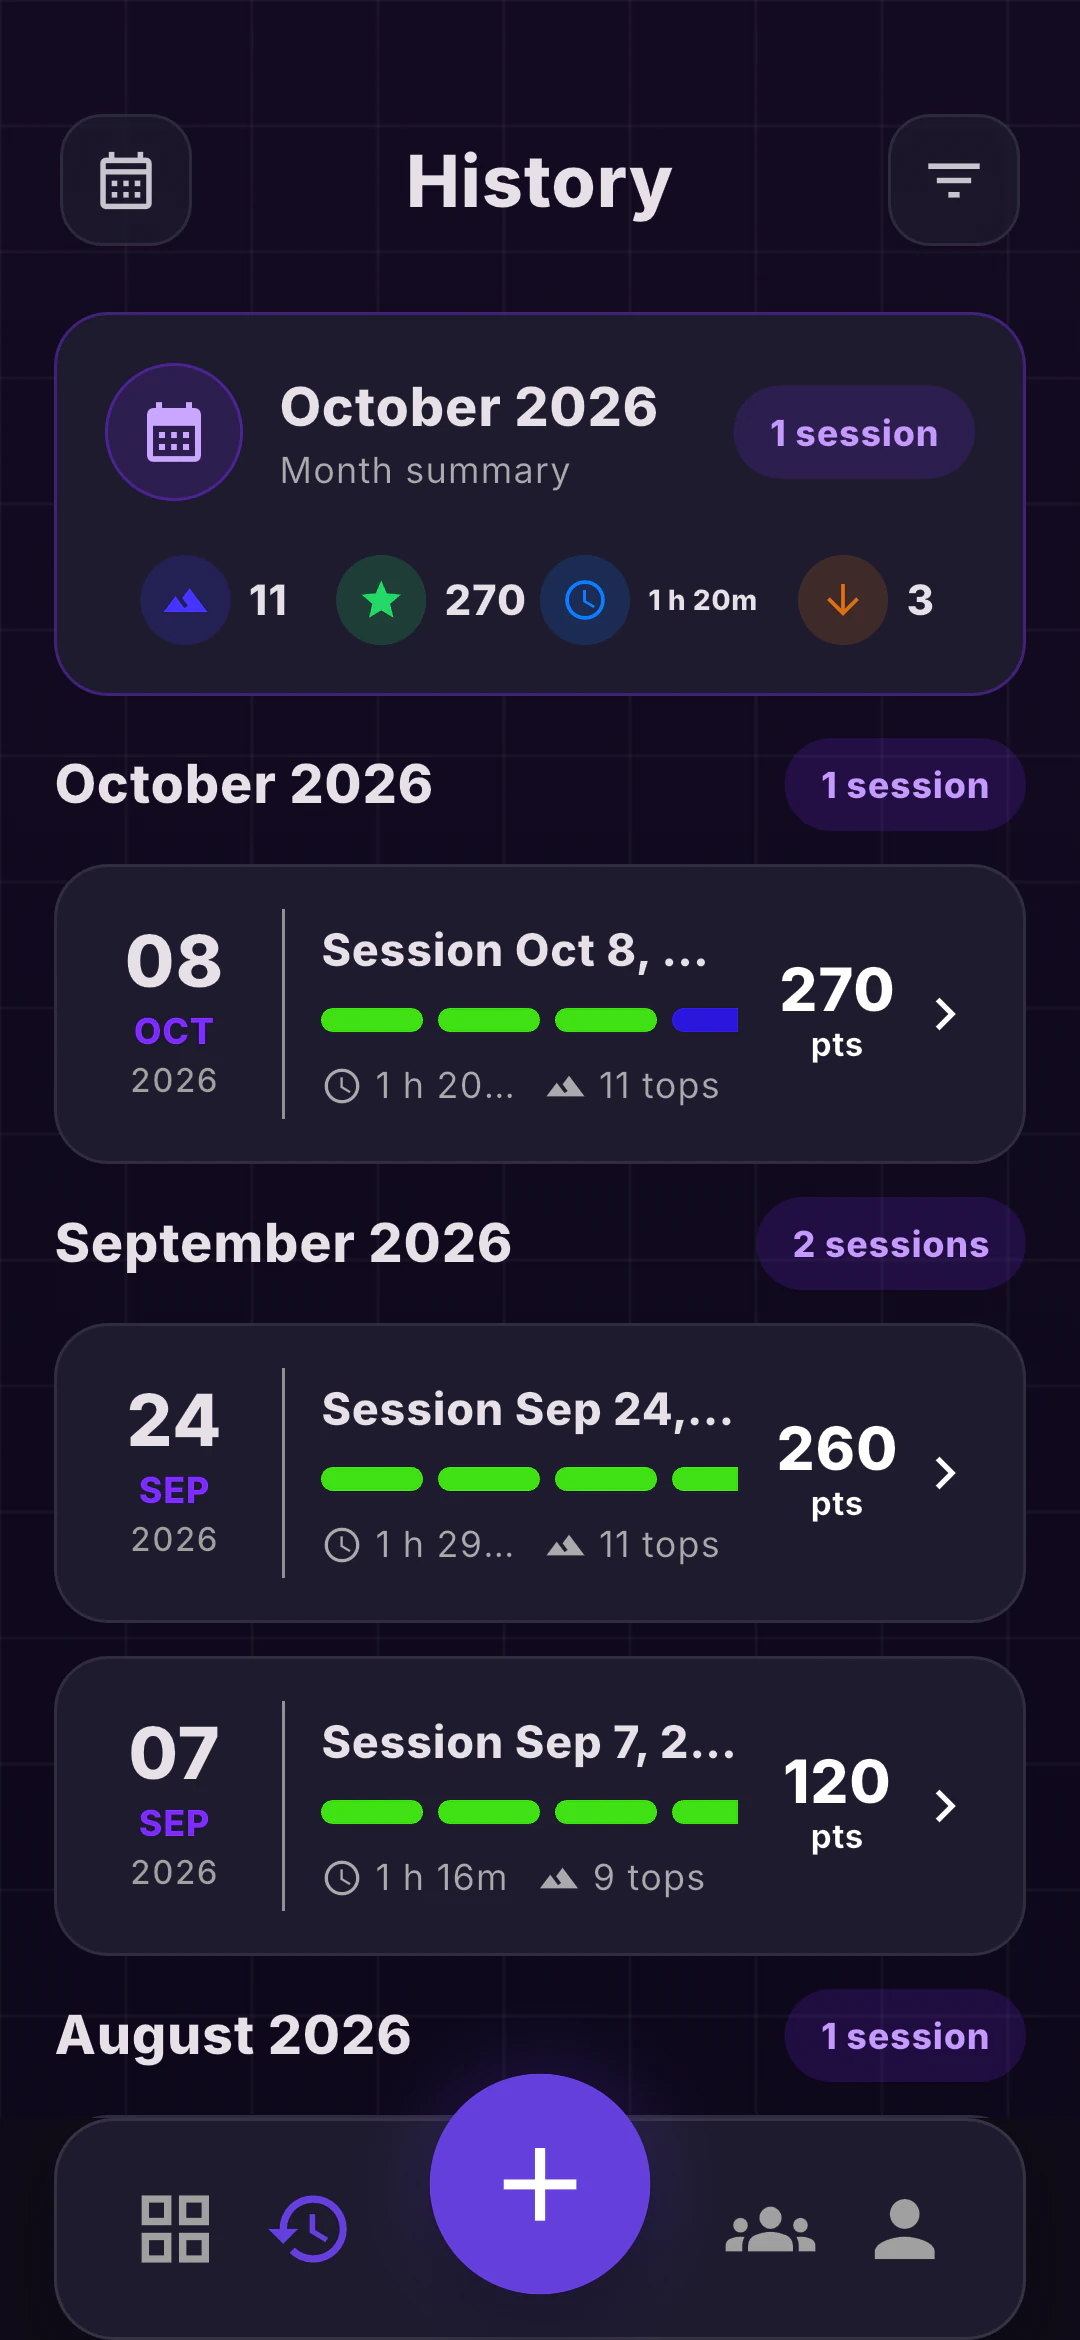 History
October 2026
Month summary
1 session
11
270
1 h 20m
3
October 2026
1 session
08
OCT
2026
Session Oct 8, ...
1 h 20...
11 tops
270
pts
September 2026
2 sessions
24
SEP
2026
Session Sep 24,...
1 h 29...
11 tops
260
pts
07
SEP
2026
Session Sep 7, 2...
1 h 16m
9 tops
120
pts
August 2026
1 session